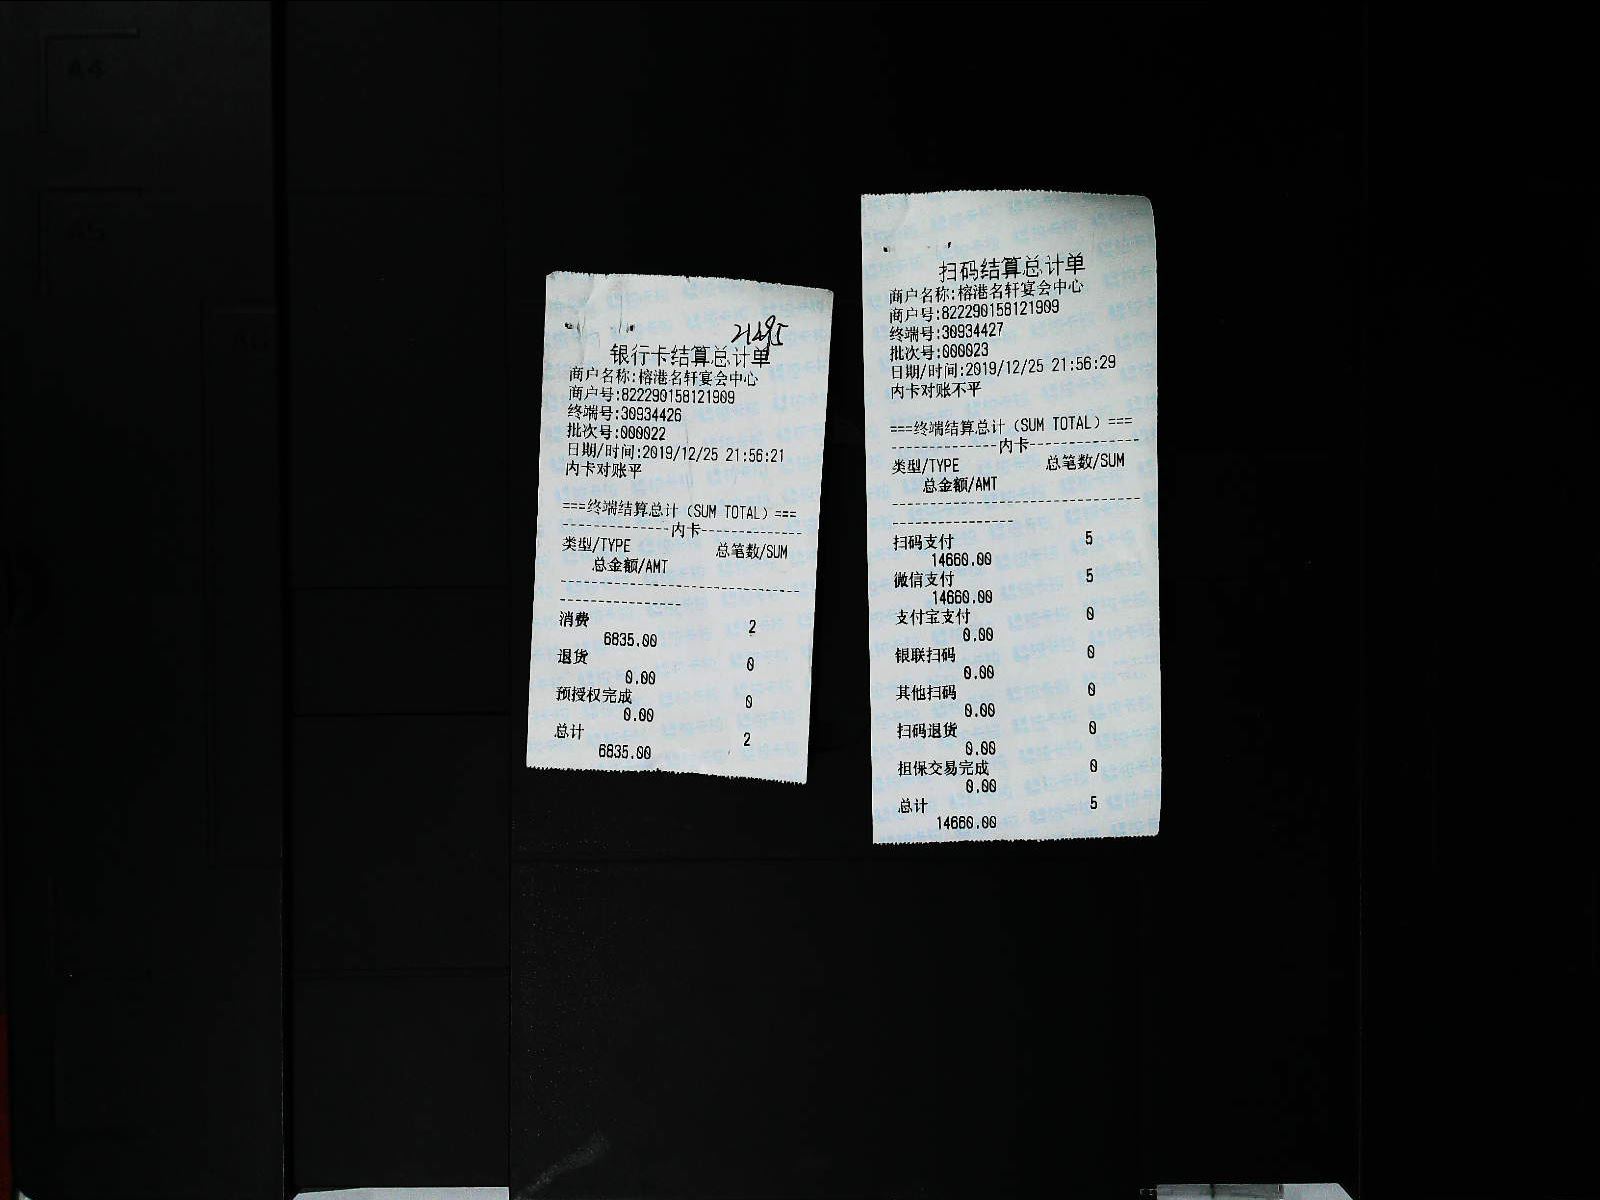 A4
A5
21495
银行卡结算总计单
商户名称:榕港名轩宴会中心
商户号:822290158121909
终端号:30934426
批次号:000022
日期/时间:2019/12/25 21:56:21
内卡对账平
===终端结算总计（SUM TOTAL）===
--------------内卡-------------
类型/TYPE 总笔数/SUM
总金额/AMT
消费 2
6835.00
退货 0
0.00
预授权完成 0
0.00
总计 2
6835.00
扫码结算总计单
商户名称:榕港名轩宴会中心
商户号:822290158121909
终端号:30934427
批次号:000023
日期/时间:2019/12/25 21:56:29
内卡对账不平
===终端结算总计（SUM TOTAL）===
--------------内卡--------------
类型/TYPE 总笔数/SUM
总金额/AMT
扫码支付 5
14660.00
微信支付 5
14660.00
支付宝支付 0
0.00
银联扫码 0
0.00
其他扫码 0
0.00
扫码退货 0
0.00
担保交易完成 0
0.00
总计 5
14660.00